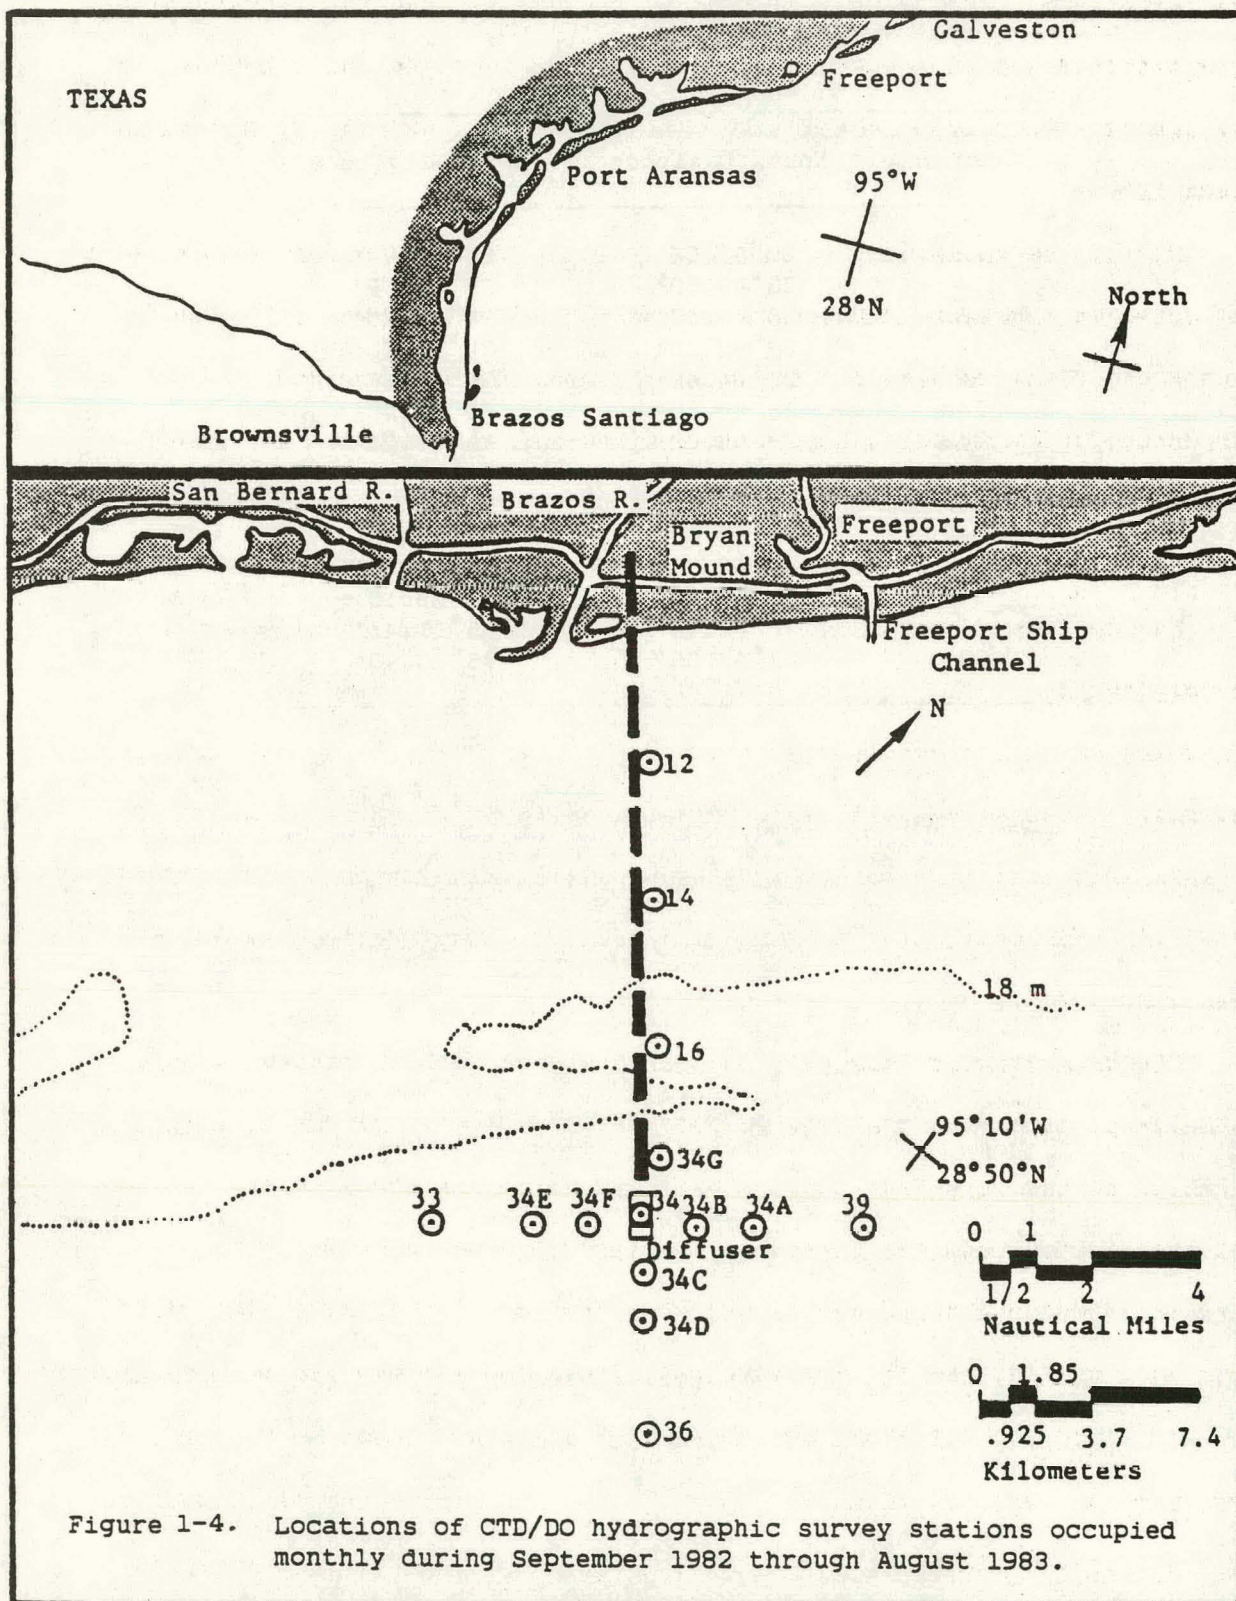 Galveston
TEXAS
Freeport
Port Aransas
95°W
28°N
North
Brazos Santiago
Brownsville
San Bernard R.
Brazos R.
Freeport
Bryan
Mound
Freeport Ship
Channel
N
12
14
18 m
16
95°10'W
34G
28°50°N
33
34E
34F
34
34B
34A
39
Diffuser
0 1
34C
1/2 2 4
34D
Nautical Miles
0 1.85
36
.925 3.7 7.4
Kilometers
Figure 1-4. Locations of CTD/DO hydrographic survey stations occupied
monthly during September 1982 through August 1983.